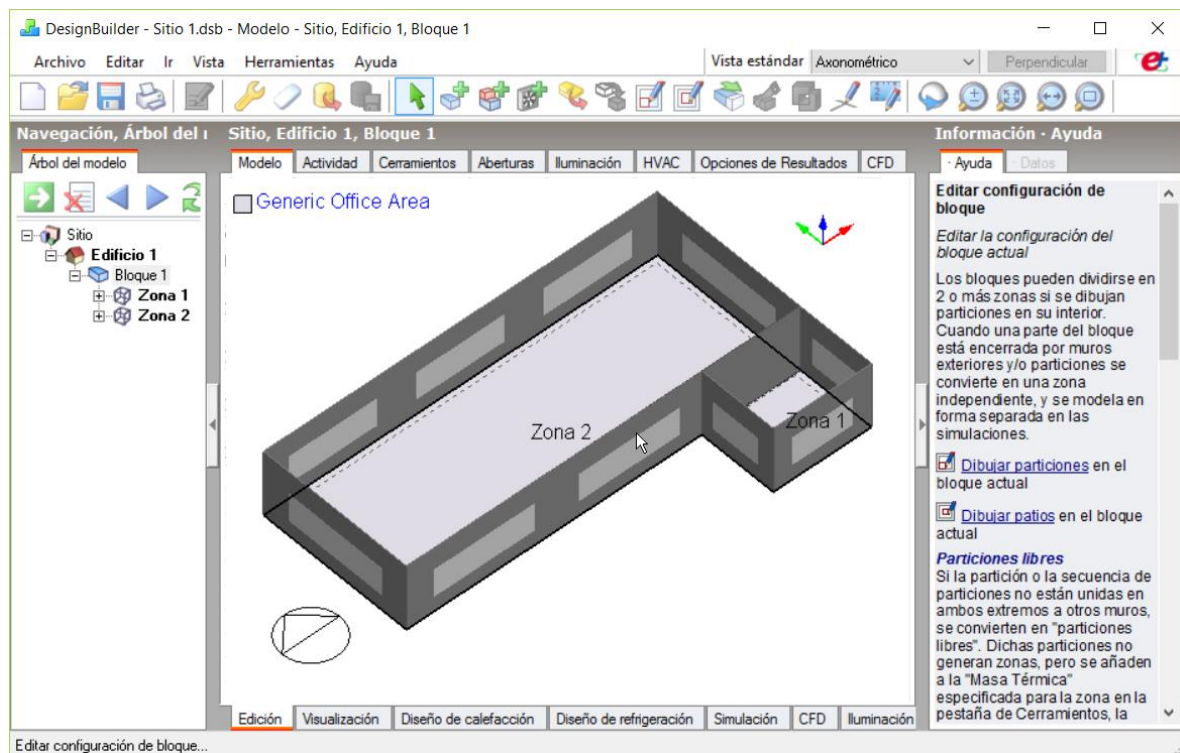 DesignBuilder - Sitio 1.dsb - Modelo - Sitio, Edificio 1, Bloque 1
Archivo Editar Ir Vista Herramientas Ayuda
Vista estándar Axonométrico Perpendicular
Navegación, Árbol del
Árbol del modelo
Sitio
Edificio 1
Bloque 1
Zona 1
Zona 2
Sitio, Edificio 1, Bloque 1
Modelo Actividad Cerramientos Aberturas Iluminación HVAC Opciones de Resultados CFD
Generic Office Area
Zona 2
Zona 1
Edición Visualización Diseño de calefacción Diseño de refrigeración Simulación CFD Iluminación
Información · Ayuda
· Ayuda · Datos
Editar configuración de
bloque
Editar la configuración del
bloque actual
Los bloques pueden dividirse en
2 o más zonas si se dibujan
particiones en su interior.
Cuando una parte del bloque
está encerrada por muros
exteriores y/o particiones se
convierte en una zona
independiente, y se modela en
forma separada en las
simulaciones.
Dibujar particiones en el
bloque actual
Dibujar patios en el bloque
actual
Particiones libres
Si la partición o la secuencia de
particiones no están unidas en
ambos extremos a otros muros,
se convierten en "particiones
libres". Dichas particiones no
generan zonas, pero se añaden
a la "Masa Térmica"
especificada para la zona en la
pestaña de Cerramientos, la
Editar configuración de bloque...